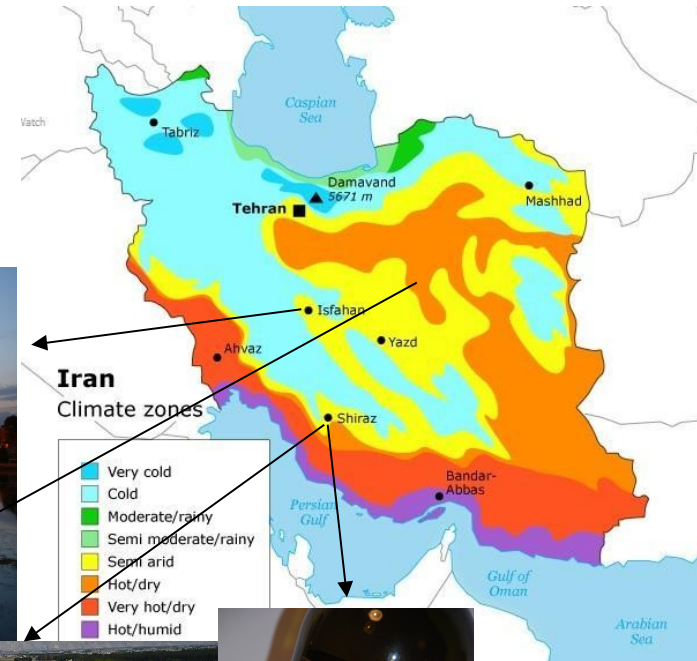 Caspian
Sea
Watch
Tabriz
Damavand
5671 m
Tehran
Mashhad
Isfahan
Yazd
Ahvaz
Iran
Climate zones
Shiraz
Very cold
Cold
Moderate/rainy
Semi moderate/rainy
Semi arid
Hot/dry
Very hot/dry
Hot/humid
Bandar-
Abbas
Persian
Gulf
Gulf of
Oman
Arabian
Sea